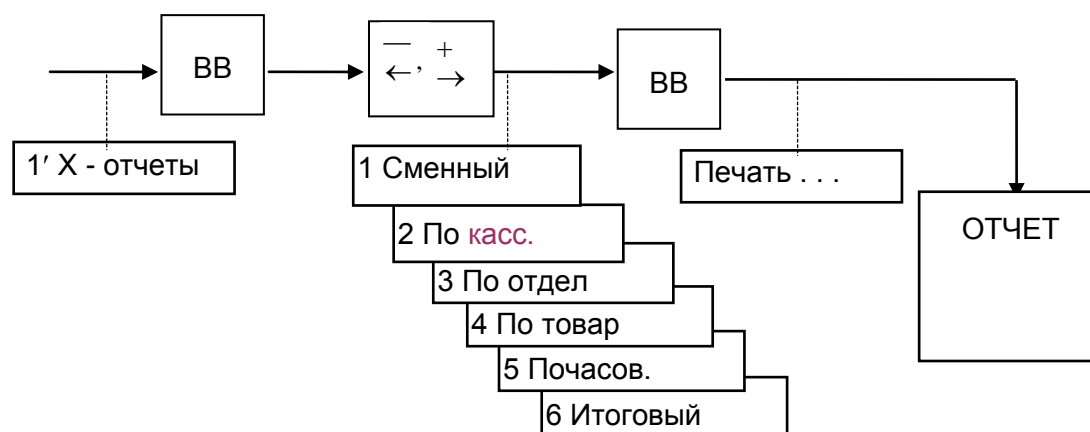 ВВ
— +
←, →
ВВ
1′ Х - отчеты
1 Сменный
Печать . . .
2 По касс.
ОТЧЕТ
3 По отдел
4 По товар
5 Почасов.
6 Итоговый